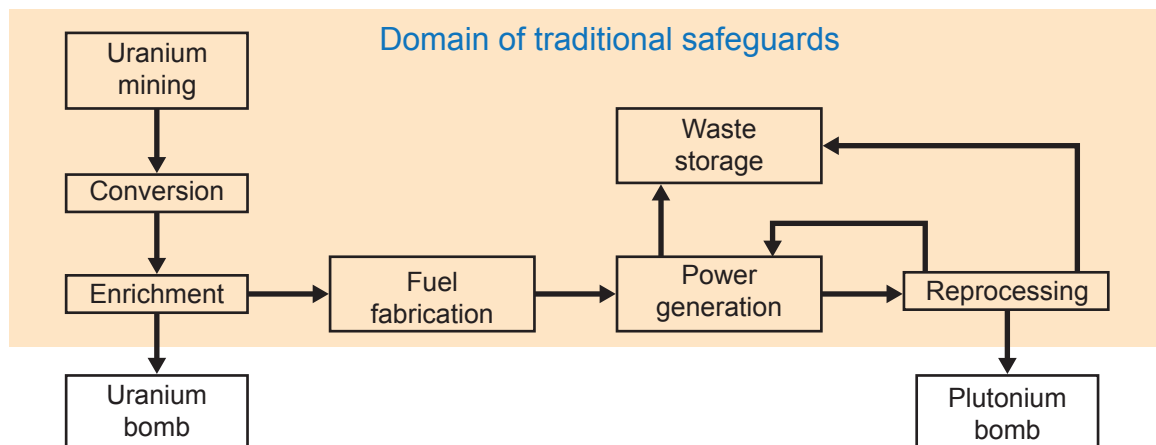 Domain of traditional safeguards
Uranium
mining
Conversion
Enrichment
Uranium
bomb
Fuel
fabrication
Waste
storage
Power
generation
Reprocessing
Plutonium
bomb